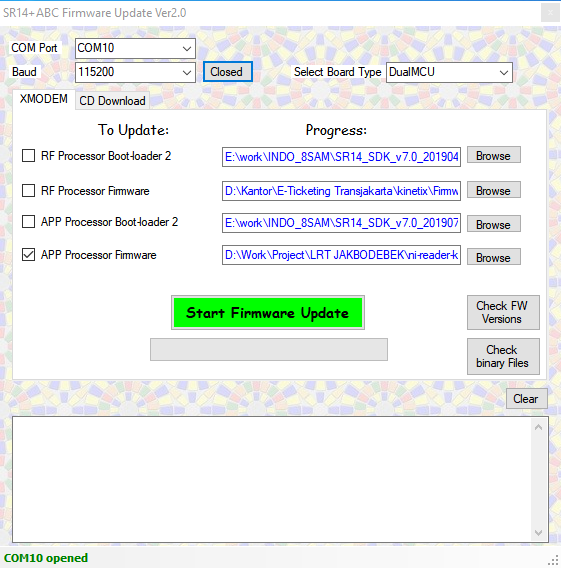 SR14+ABC Firmware Update Ver2.0
COM Port COM10
Baud 115200 Closed Select Board Type DualMCU
XMODEM CD Download
To Update: Progress:
RF Processor Boot-loader 2 E:\work\INDO_8SAM\SR14_SDK_v7.0_201904 Browse
RF Processor Firmware D:\Kantor\E-Ticketing Transjakarta\kinetix\Firmw Browse
APP Processor Boot-loader 2 E:\work\INDO_8SAM\SR14_SDK_v7.0_201907 Browse
APP Processor Firmware D:\Work\Project\LRT JAKBODEBEK\ni-reader-k Browse
Start Firmware Update
Check FW
Versions
Check
binary Files
Clear
COM10 opened